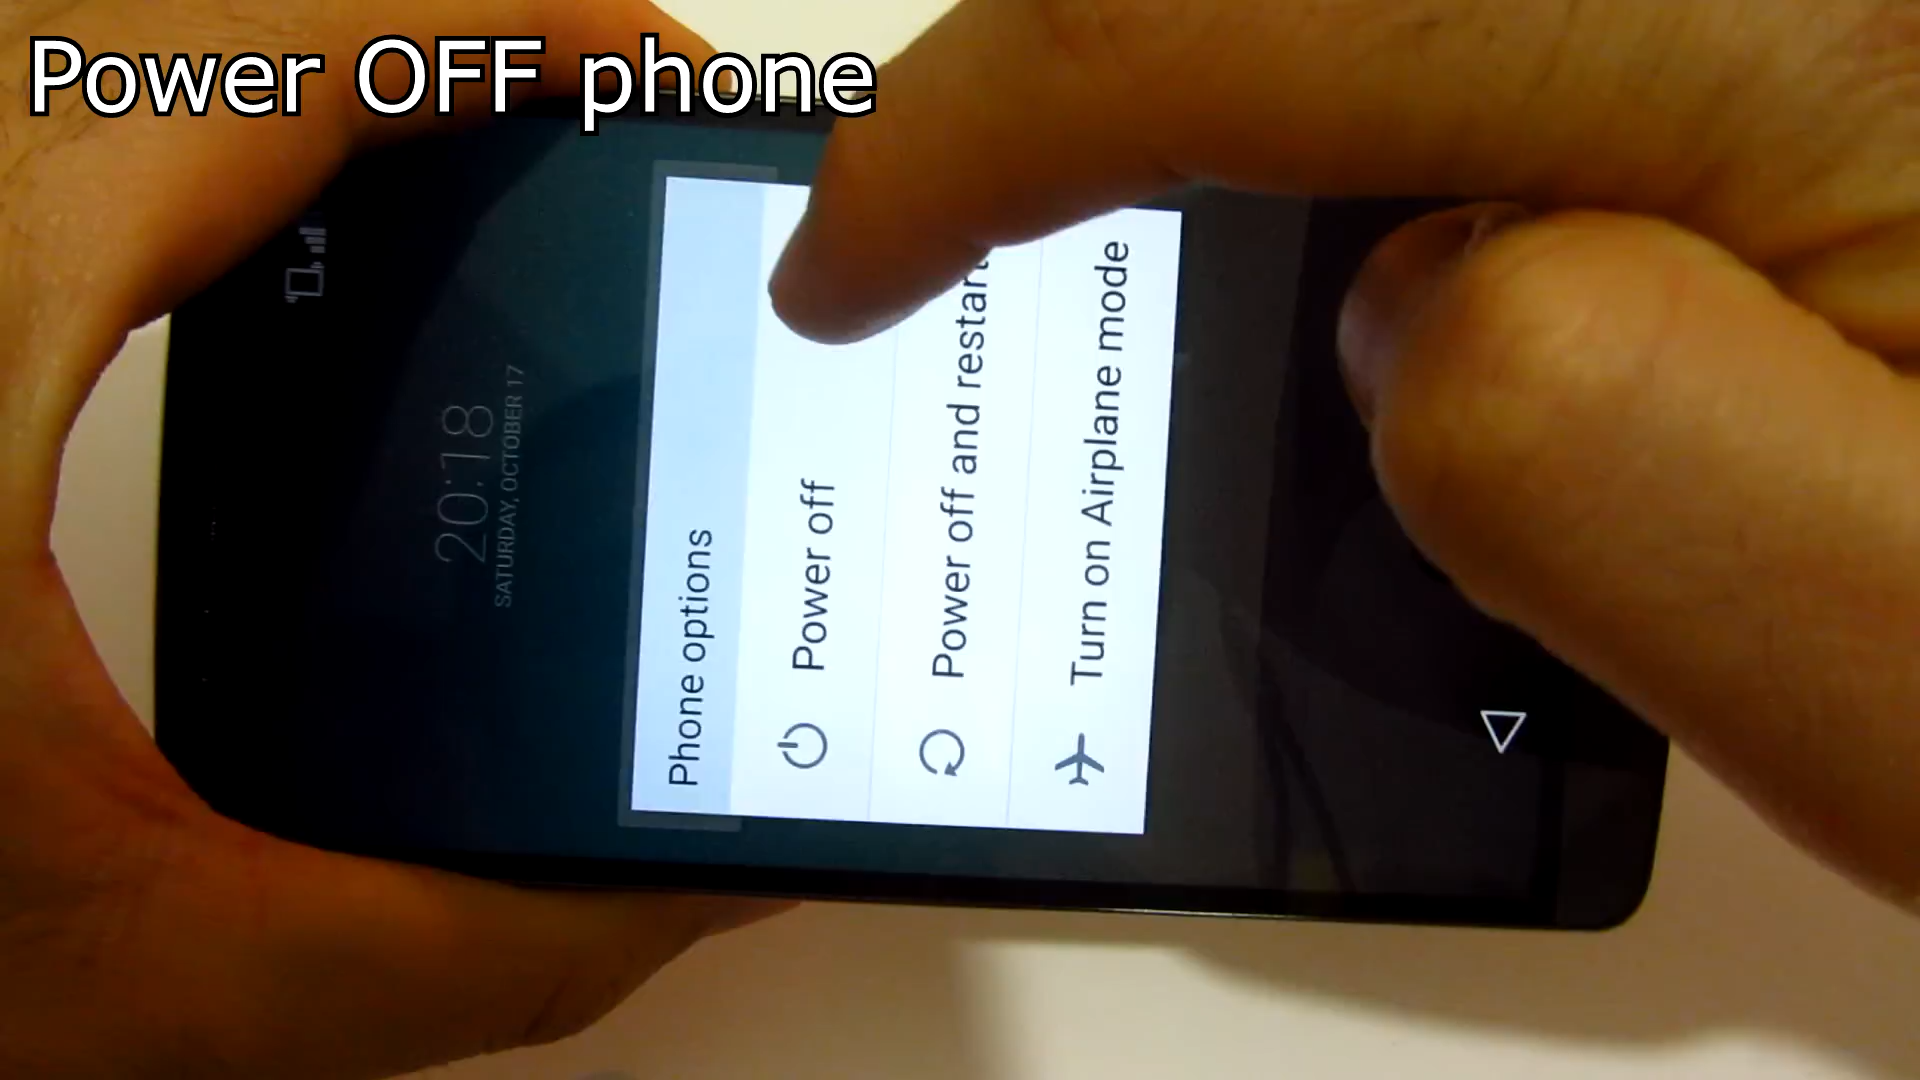 Power OFF phone
20:18
SATURDAY, OCTOBER 17
Phone options
Power off
Power off and restart
Turn on Airplane mode